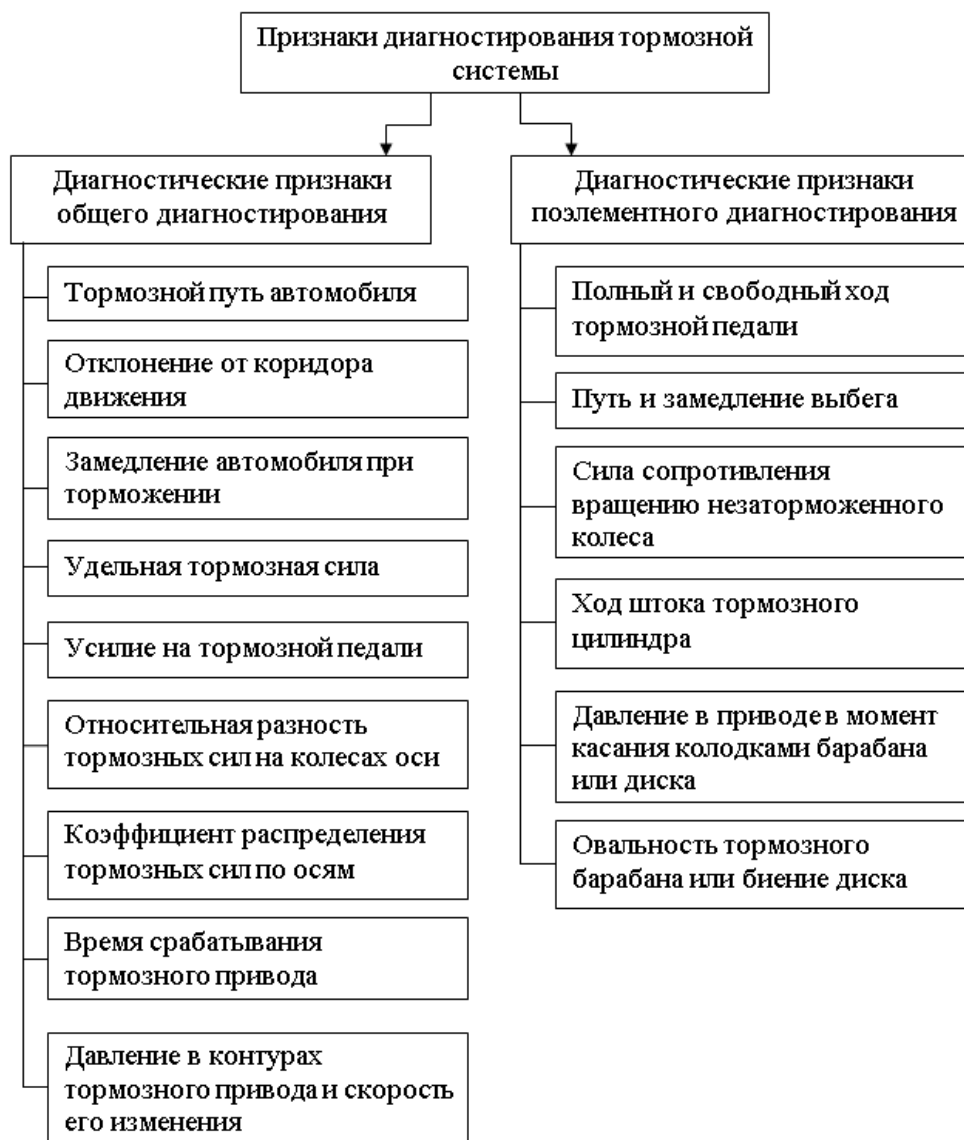 Признаки диагностирования тормозной
системы
Диагностические признаки
общего диагностирования
Тормозной путь автомобиля
Отклонение от коридора
движения
Замедление автомобиля при
торможении
Удельная тормозная сила
Усилие на тормозной педали
Относительная разность
тормозных сил на колесах оси
Коэффициент распределения
тормозных сил по осям
Время срабатывания
тормозного привода
Давление в контурах
тормозного привода и скорость
его изменения
Диагностические признаки
поэлементного диагностирования
Полный и свободный ход
тормозной педали
Путь и замедление выбега
Сила сопротивления
вращению незаторможенного
колеса
Ход штока тормозного
цилиндра
Давление в приводе в момент
касания колодками барабана
или диска
Овальность тормозного
барабана или биение диска